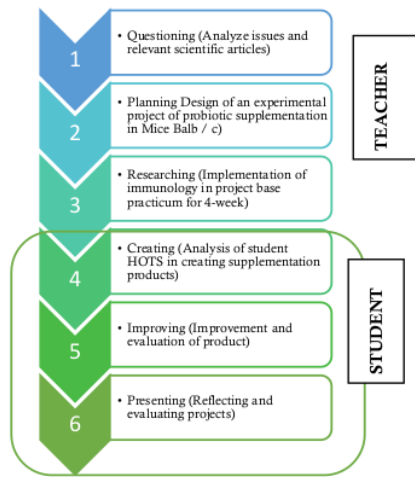 1
• Questioning (Analyze issues and
relevant scientific articles)
2
• Planning Design of an experimental
project of probiotic supplementation
in Mice Balb / c)
3
• Researching (Implementation of
immunology in project base
practicum for 4-week)
TEACHER
4
• Creating (Analysis of student
HOTS in creating supplementation
products)
5
• Improving (Improvement and
evaluation of product)
6
• Presenting (Reflecting and
evaluating projects)
STUDENT